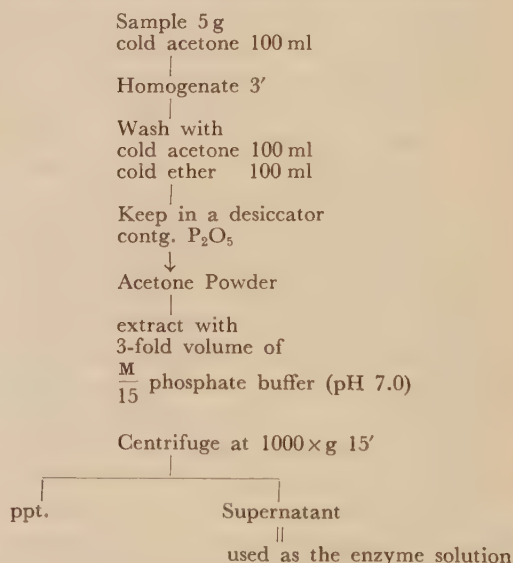 Sample 5 g
cold acetone 100 ml
Homogenate 3′
Wash with
cold acetone 100 ml
cold ether 100 ml
Keep in a desiccator
contg. P₂O₅
Acetone Powder
extract with
3-fold volume of
M/15 phosphate buffer (pH 7.0)
Centrifuge at 1000×g 15′
ppt. Supernatant
used as the enzyme solution